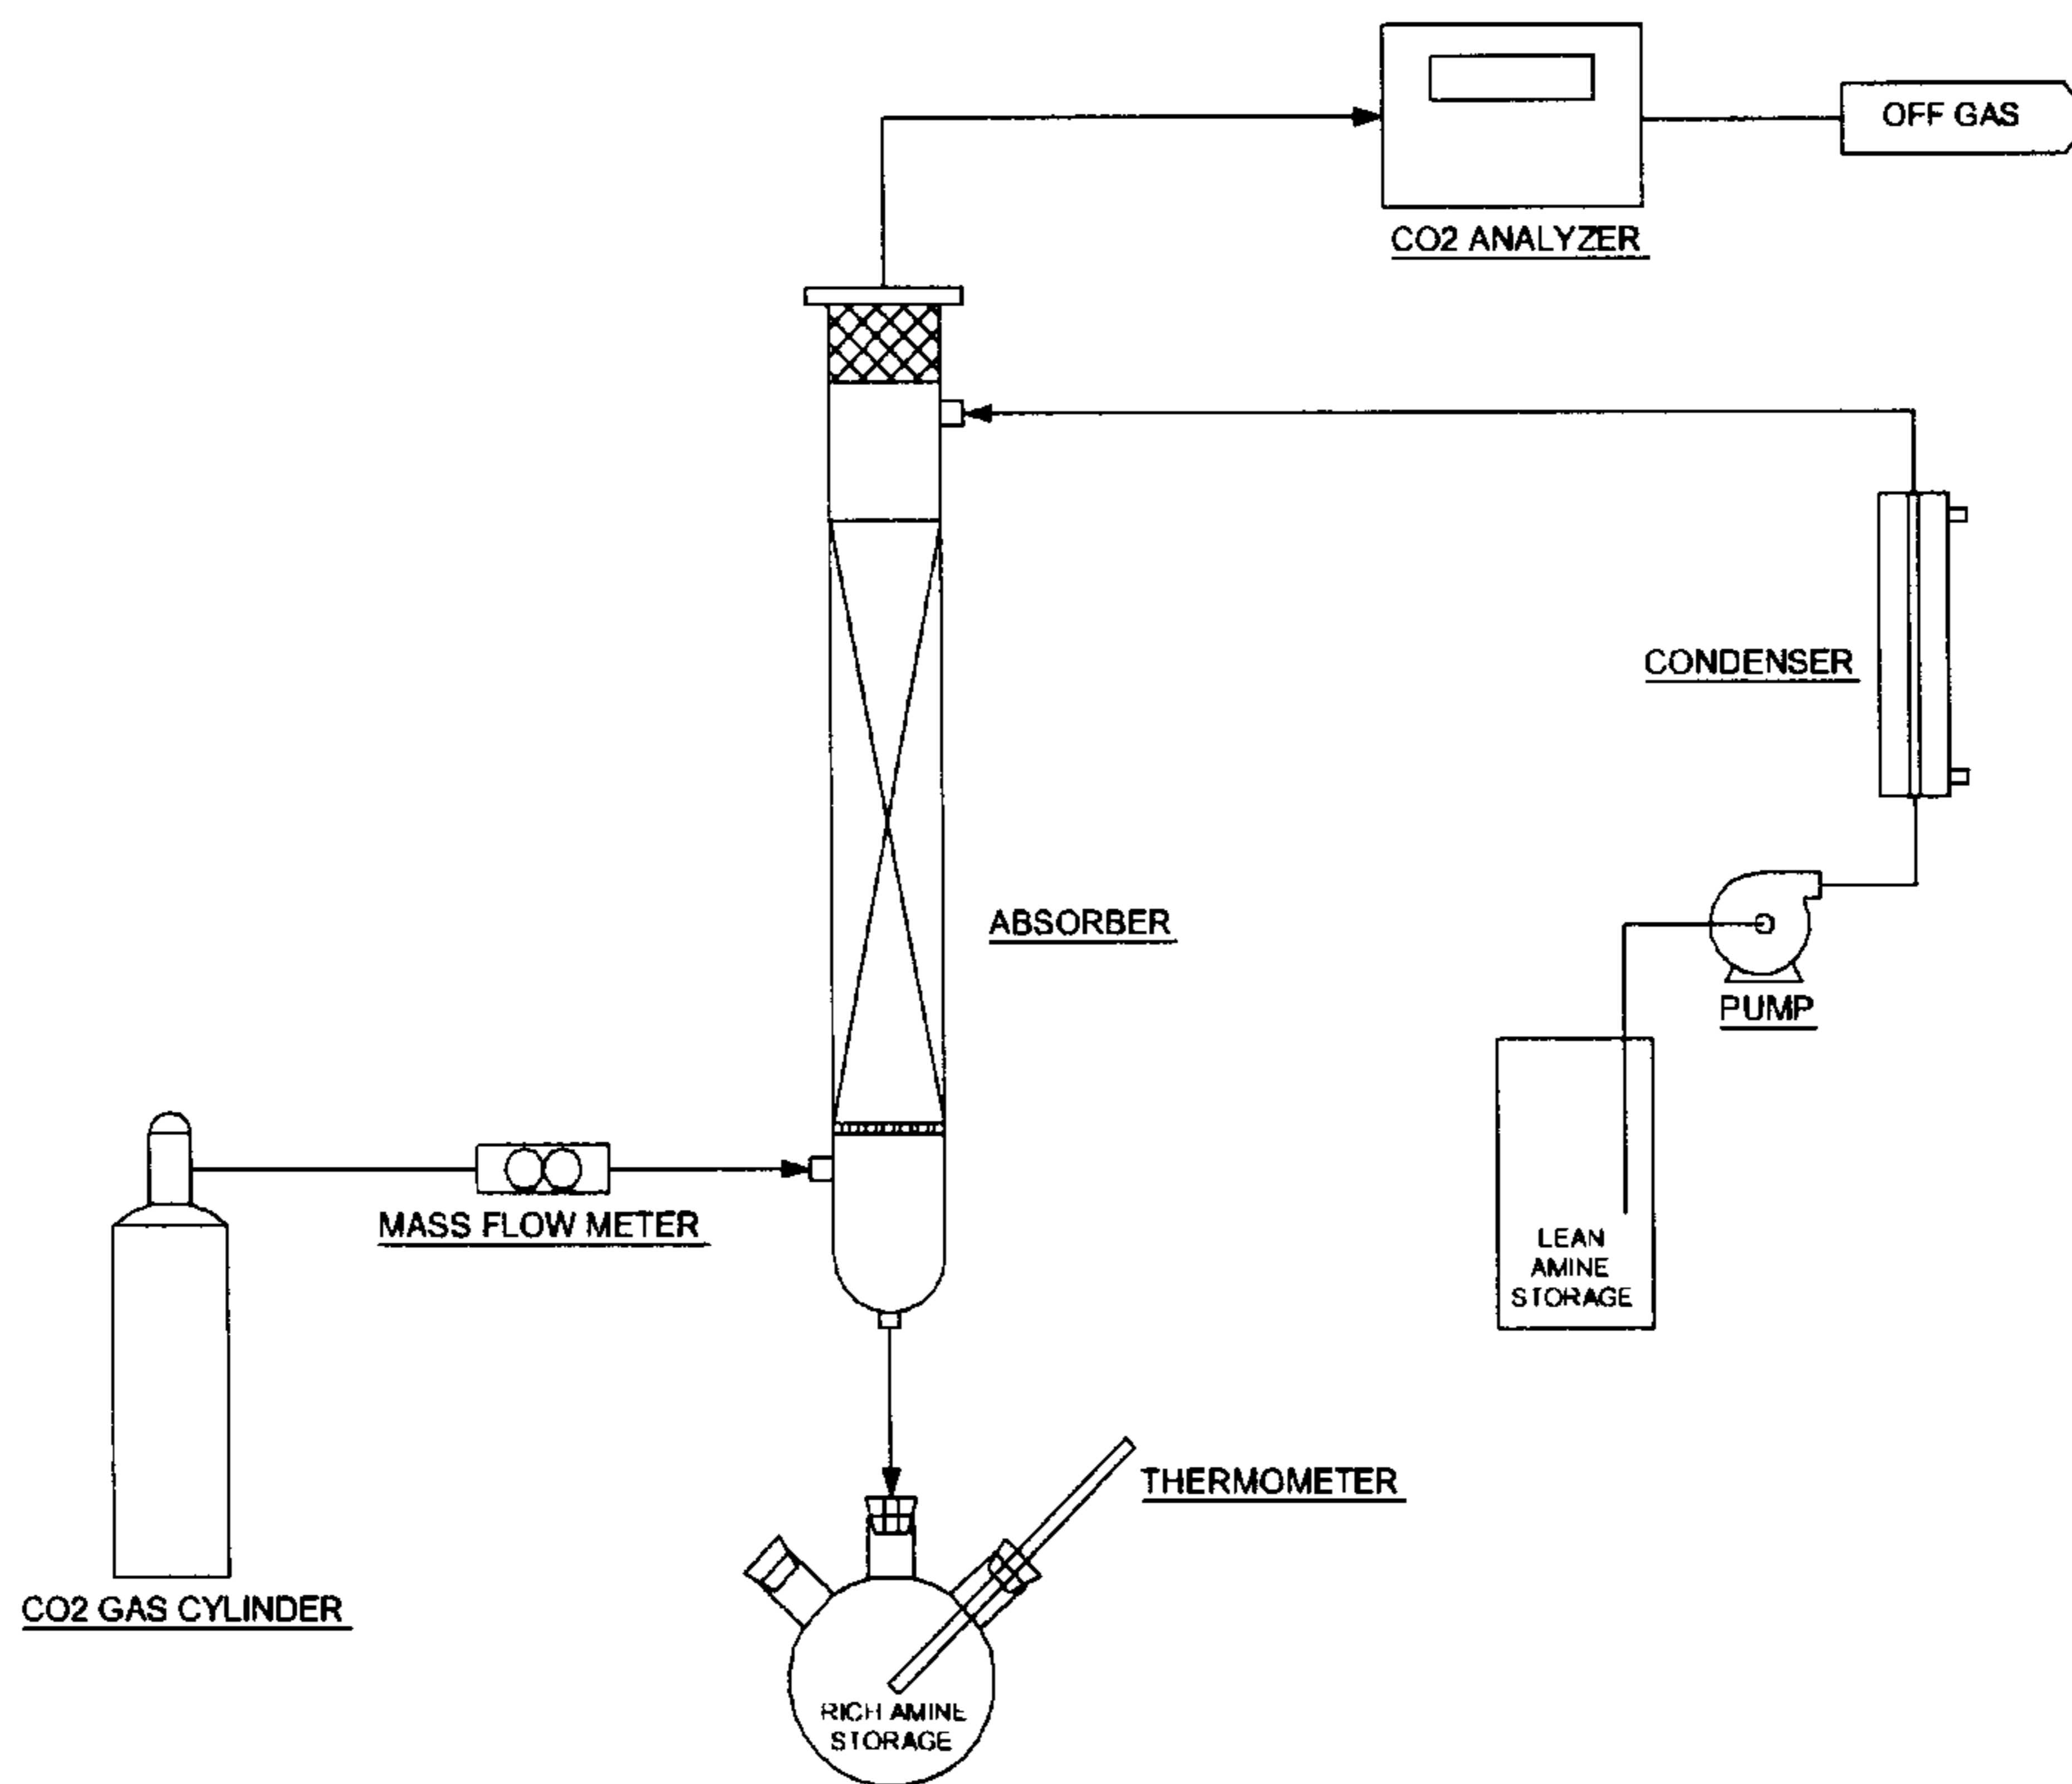 OFF GAS
CO2 ANALYZER
CONDENSER
ABSORBER
PUMP
MASS FLOW METER
LEAN
AMINE
STORAGE
THERMOMETER
CO2 GAS CYLINDER
RICH AMINE
STORAGE